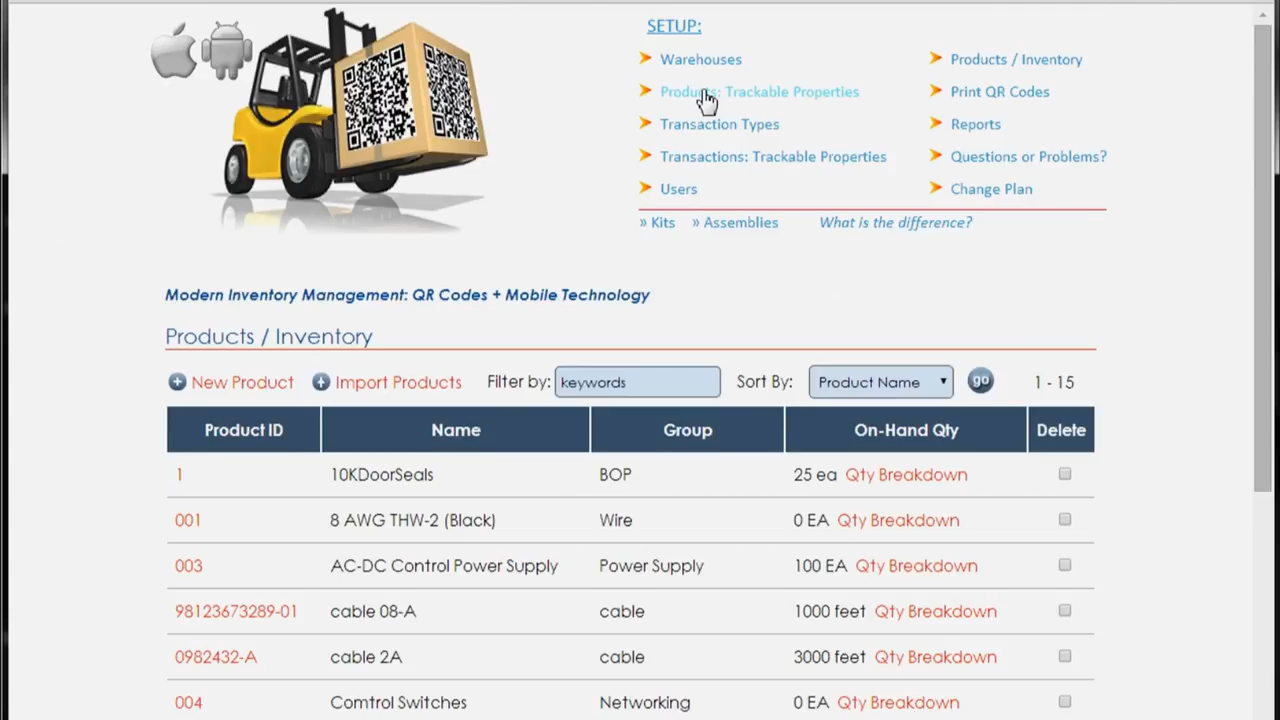 SETUP:
Warehouses
Products: Trackable Properties
Transaction Types
Transactions: Trackable Properties
Users
Products / Inventory
Print QR Codes
Reports
Questions or Problems?
Change Plan
» Kits » Assemblies What is the difference?
Modern Inventory Management: QR Codes + Mobile Technology
Products / Inventory
New Product Import Products Filter by: keywords Sort By: Product Name go 1 - 15
Product ID Name Group On-Hand Qty Delete
1 10KDoorSeals BOP 25 ea Qty Breakdown
001 8 AWG THW-2 (Black) Wire 0 EA Qty Breakdown
003 AC-DC Control Power Supply Power Supply 100 EA Qty Breakdown
98123673289-01 cable 08-A cable 1000 feet Qty Breakdown
0982432-A cable 2A cable 3000 feet Qty Breakdown
004 Comtrol Switches Networking 0 EA Qty Breakdown